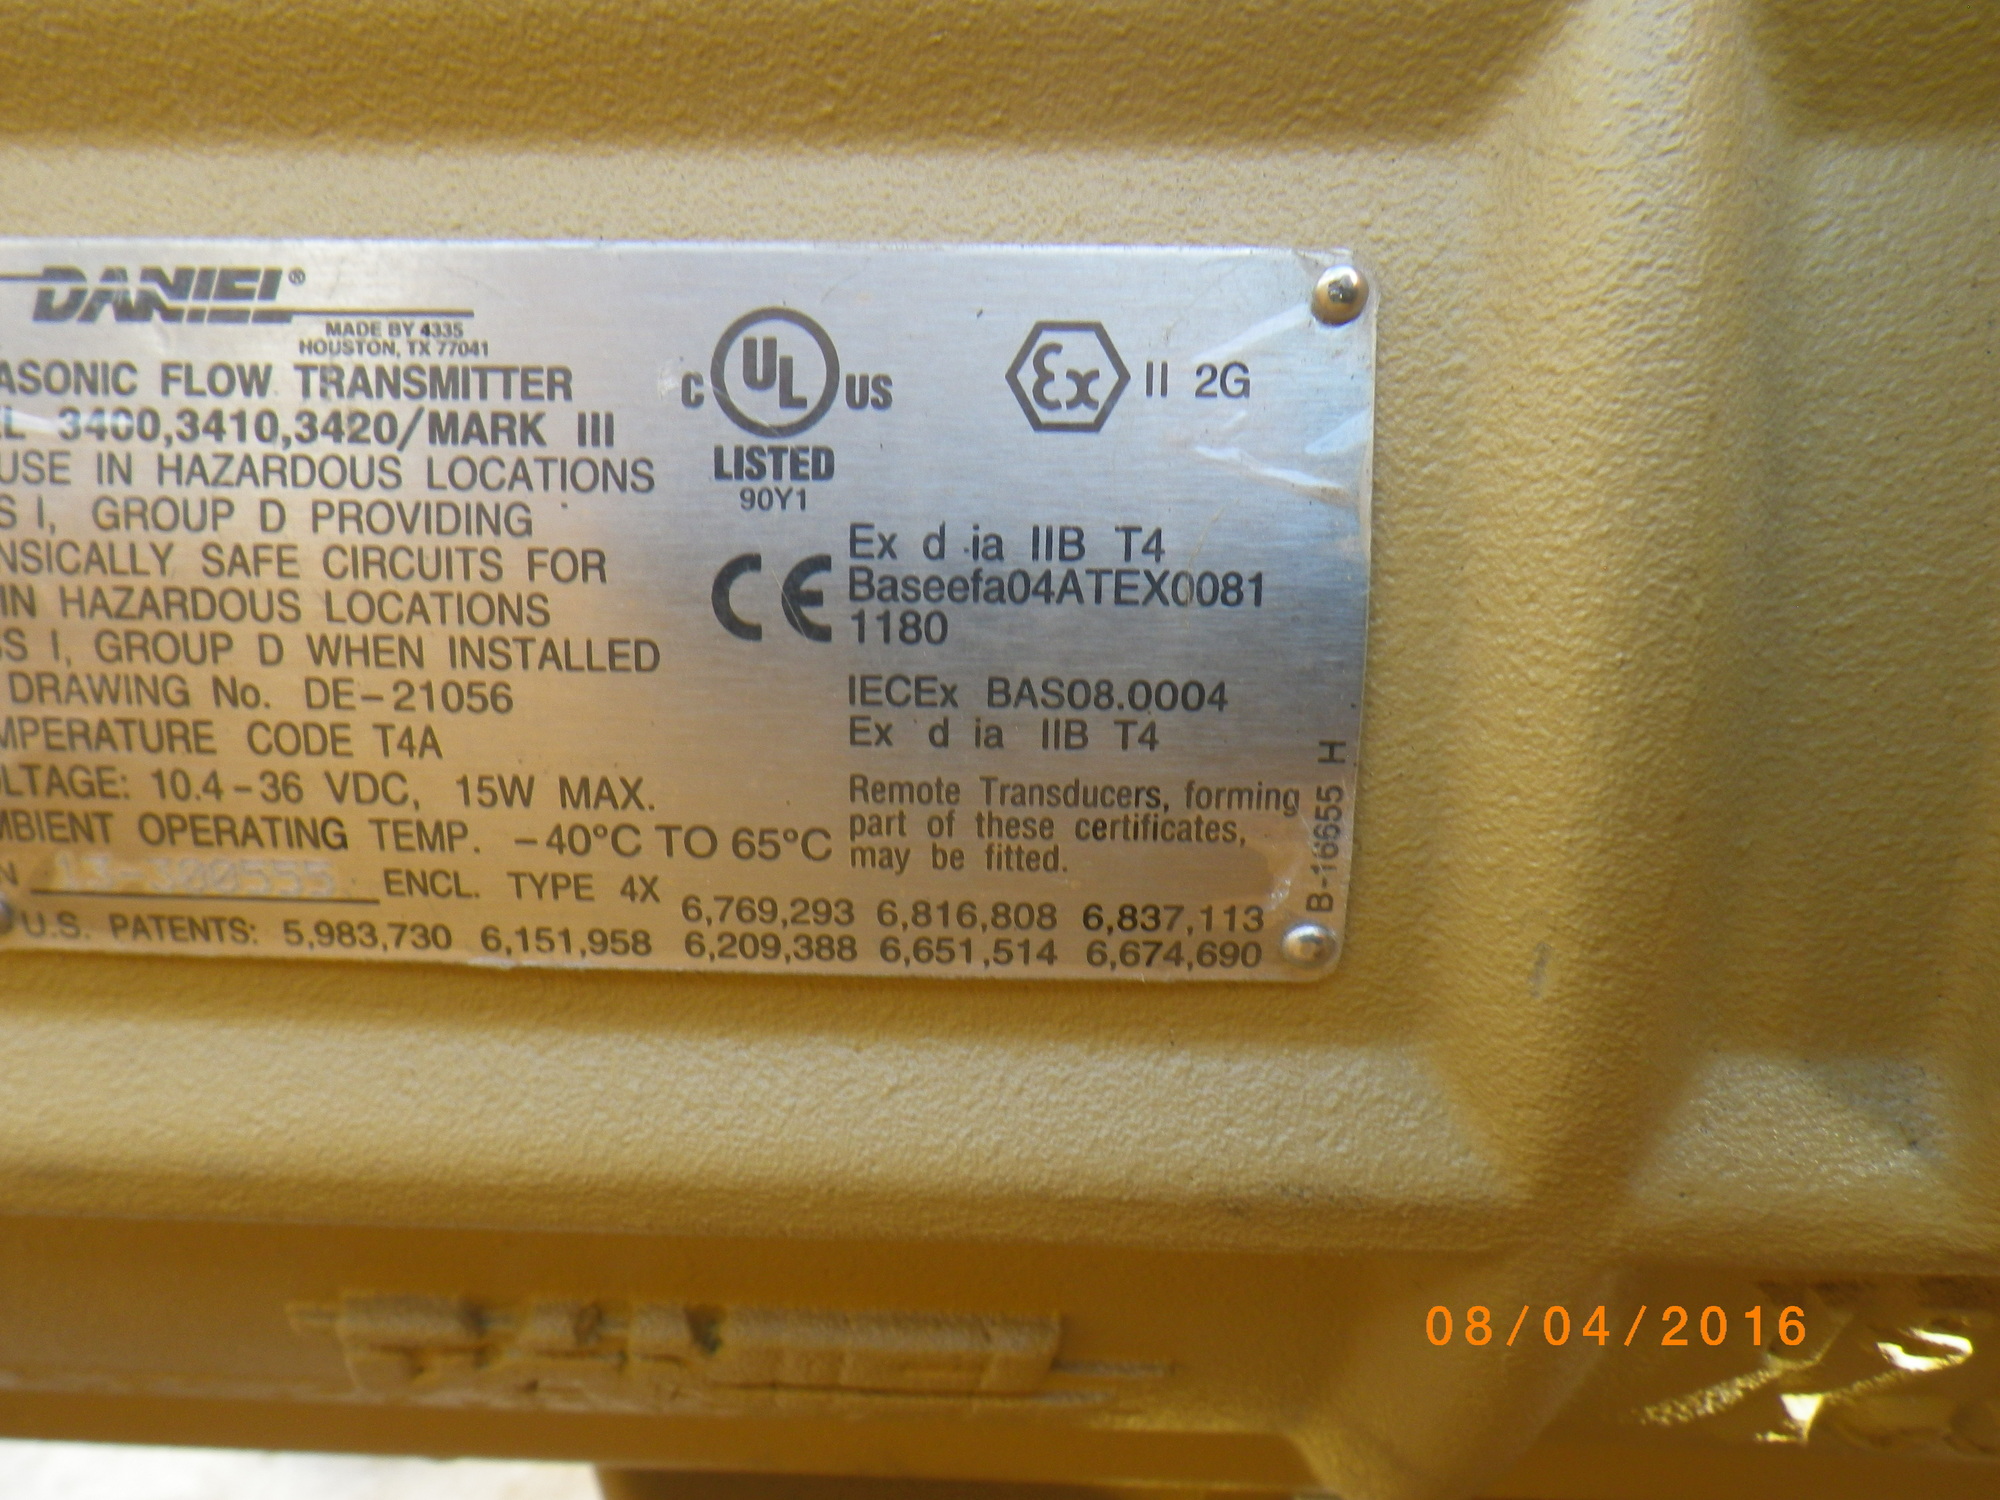 DANIEL®
MADE BY 4335
HOUSTON, TX 77041
ASONIC FLOW TRANSMITTER
L 3400,3410,3420/MARK III
USE IN HAZARDOUS LOCATIONS
S I, GROUP D PROVIDING
NSICALLY SAFE CIRCUITS FOR
IN HAZARDOUS LOCATIONS
SS I, GROUP D WHEN INSTALLED
DRAWING No. DE-21056
MPERATURE CODE T4A
OLTAGE: 10.4-36 VDC, 15W MAX.
MBIENT OPERATING TEMP. -40°C TO 65°C
N 13-380555 ENCL. TYPE 4X
C UL US
LISTED
90Y1
Ex II 2G
CE
Ex d ia IIB T4
Baseefa04ATEX0081
1180
IECEx BAS08.0004
Ex d ia IIB T4
Remote Transducers, forming
part of these certificates,
may be fitted.
6,769,293 6,816,808 6,837,113
U.S. PATENTS: 5,983,730 6,151,958 6,209,388 6,651,514 6,674,690
B-16655 H
08/04/2016